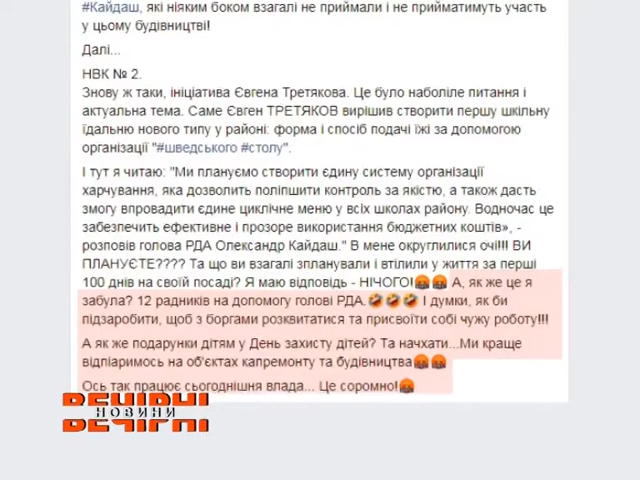 #Кайдаш, які ніяким боком взагалі не приймали і не прийматимуть участь
у цьому будівництві!
Далі...
НВК № 2.
Знову ж таки, ініціатива Євгена Третякова. Це було наболіле питання і
актуальна тема. Саме Євген ТРЕТЯКОВ вирішив створити першу шкільну
їдальню нового типу у районі: форма і спосіб подачі їжі за допомогою
організації "#шведського #столу".
І тут я читаю: "Ми плануємо створити єдину систему організації
харчування, яка дозволить поліпшити контроль за якістю, а також дасть
змогу впровадити єдине циклічне меню у всіх школах району. Водночас це
забезпечить ефективне і прозоре використання бюджетних коштів», -
розповів голова РДА Олександр Кайдаш." В мене округлилися очі!!! ВИ
ПЛАНУЄТЕ???? Та що ви взагалі зпланували і втілили у життя за перші
100 днів на своїй посаді? Я маю відповідь - НІЧОГО!🤬🤬 А, як же це я
забула? 12 радників на допомогу голові РДА.🤣🤣🤣 І думки, як би
підзаробити, щоб з боргами розквитатися та присвоїти собі чужу роботу!!!
А як же подарунки дітям у День захисту дітей? Та начхати...Ми краще
відпіаримось на об'єктах капремонту та будівництва🤬🤬
Ось так працює сьогоднішня влада... Це соромно!🤬
ВЕЧІРНІ
НОВИНИ
ВЕЧІРНІ